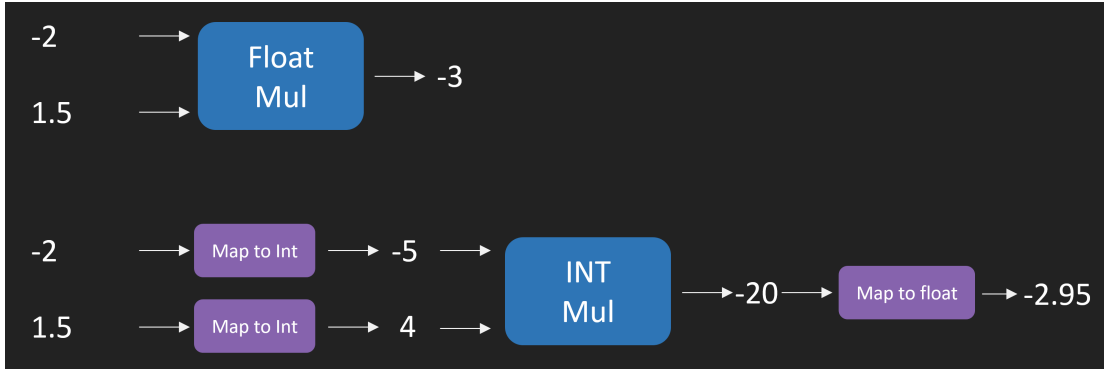 -2
1.5
Float
Mul
-3
-2
Map to Int
-5
1.5
Map to Int
4
INT
Mul
-20
Map to float
-2.95